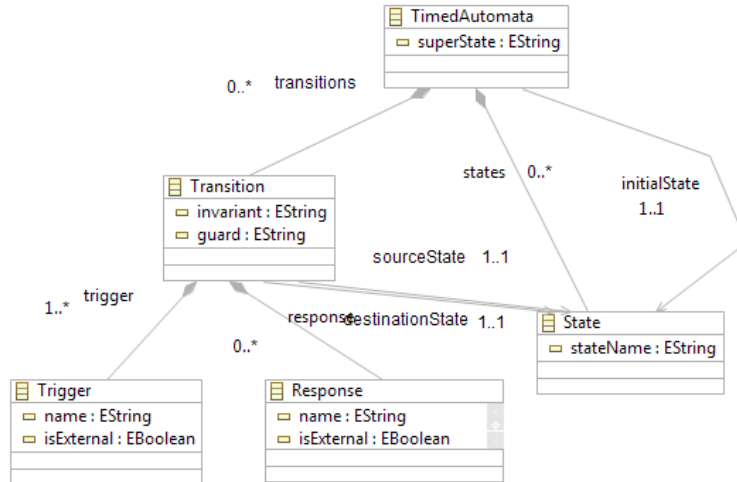 TimedAutomata
superState : EString
0..* transitions
Transition
invariant : EString
guard : EString
states 0..*
initialState
1..1
sourceState 1..1
trigger
1..*
response
destinationState 1..1
0..*
State
stateName : EString
Trigger
name : EString
isExternal : EBoolean
Response
name : EString
isExternal : EBoolean